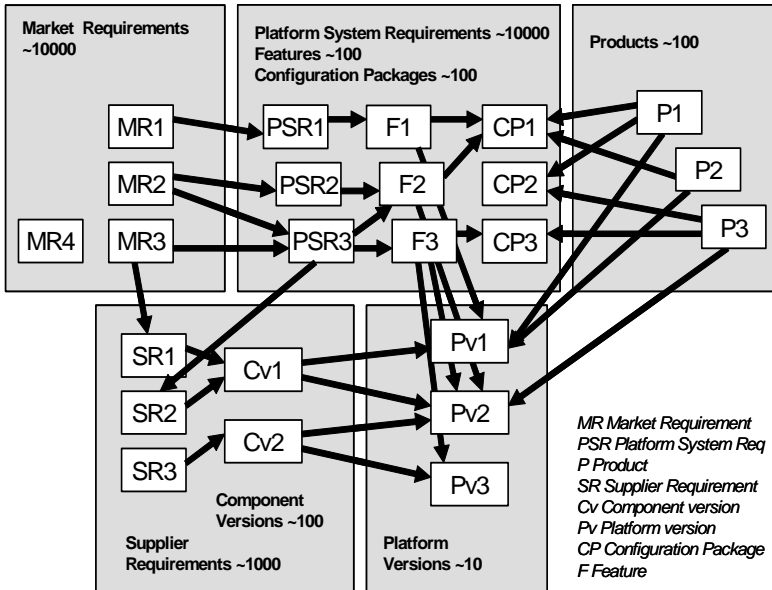 Market Requirements
~10000
Platform System Requirements ~10000
Features ~100
Configuration Packages ~100
Products ~100
MR1
PSR1
F1
CP1
P1
MR2
PSR2
F2
CP2
P2
MR4
MR3
PSR3
F3
CP3
P3
SR1
Cv1
Pv1
SR2
Pv2
SR3
Cv2
Pv3
Component
Versions ~100
Supplier
Requirements ~1000
Platform
Versions ~10
MR Market Requirement
PSR Platform System Req
P Product
SR Supplier Requirement
Cv Component version
Pv Platform version
CP Configuration Package
F Feature